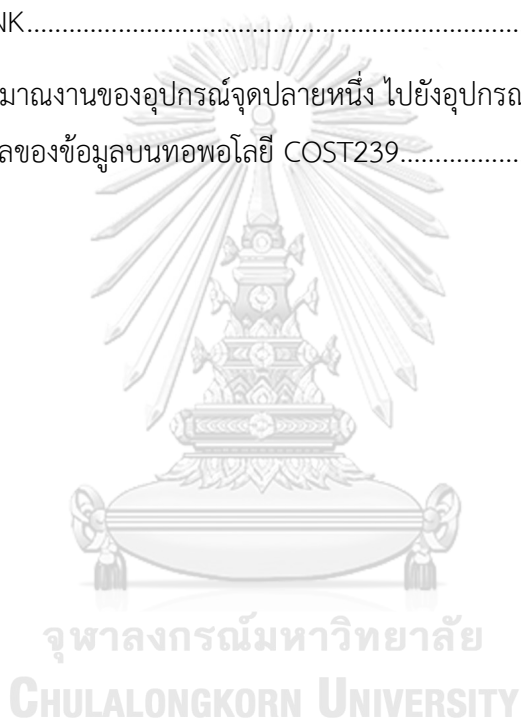 NK..................................................................
มาณงานของอุปกรณ์จุดปลายหนึ่ง ไปยังอุปกรณ
ลของข้อมูลบนทอพอโลยี COST239.................
จุฬาลงกรณ์มหาวิทยาลัย
CHULALONGKORN UNIVERSITY